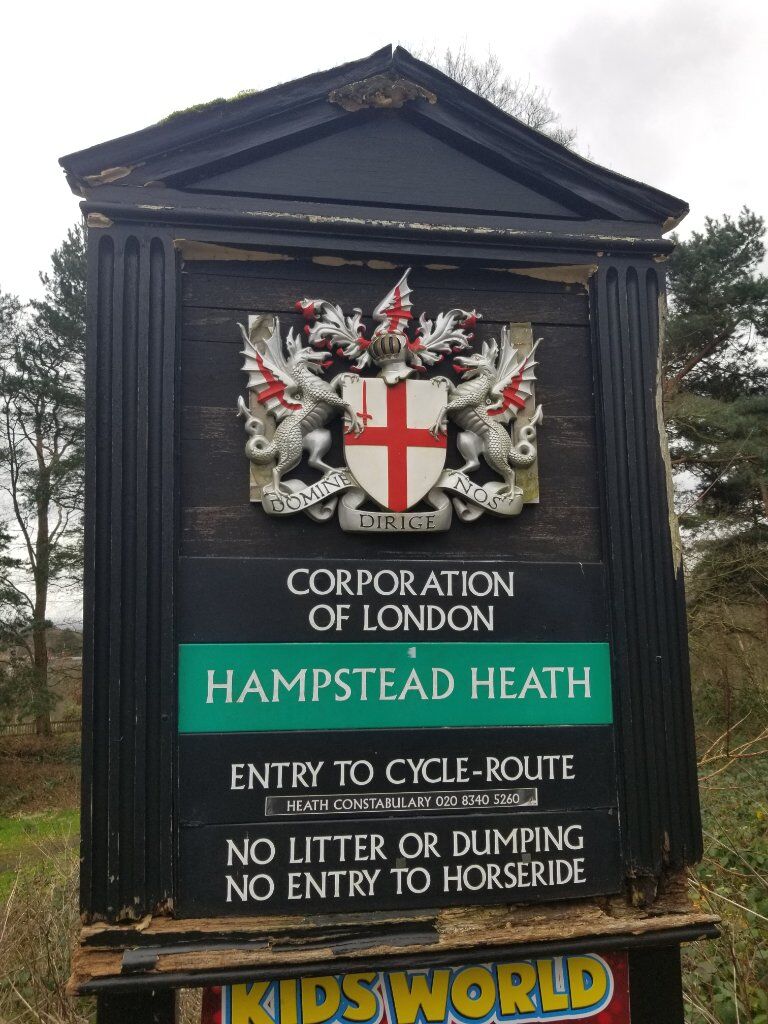 DOMINE DIRIGE NOS
CORPORATION
OF LONDON
HAMPSTEAD HEATH
ENTRY TO CYCLE-ROUTE
HEATH CONSTABULARY 020 8340 5260
NO LITTER OR DUMPING
NO ENTRY TO HORSERIDE
KIDS WORLD